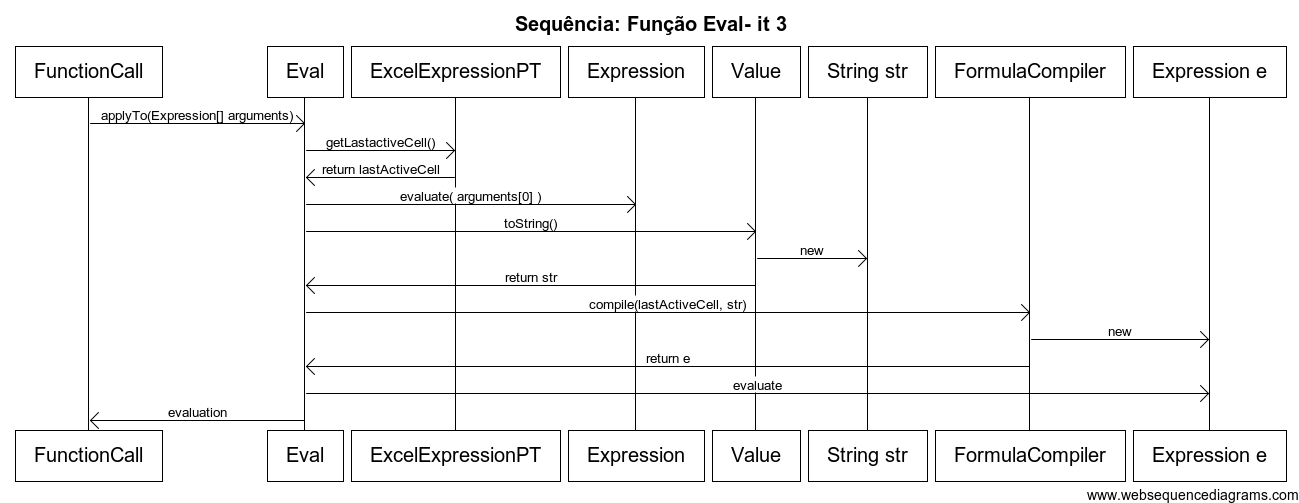 Sequência: Função Eval- it 3
FunctionCall Eval ExcelExpressionPT Expression Value String str FormulaCompiler Expression e
applyTo(Expression[] arguments)
getLastactiveCell()
return lastActiveCell
evaluate( arguments[0] )
toString()
new
return str
compile(lastActiveCell, str)
new
return e
evaluate
evaluation
FunctionCall Eval ExcelExpressionPT Expression Value String str FormulaCompiler Expression e
www.websequencediagrams.com